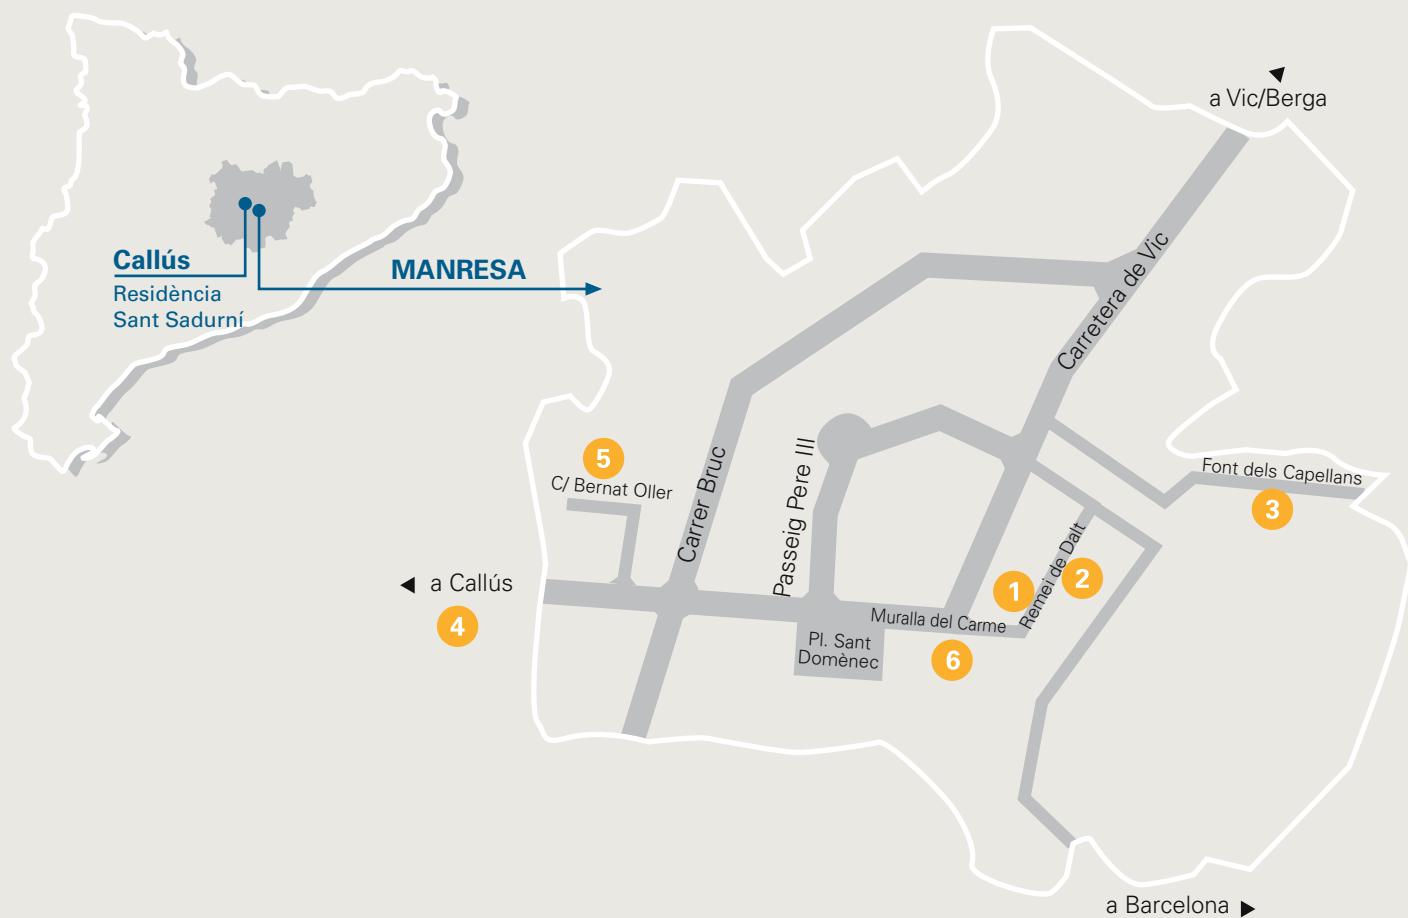 a Vic/Berga
Callús
Residència
Sant Sadurní
MANRESA
Carretera de Vic
5
C/ Bernat Oller
Carrer Bruc
Passeig Pere III
Font dels Capellans
3
a Callús
4
1
Remei de Dalt
2
Muralla del Carme
6
Pl. Sant
Domènec
a Barcelona